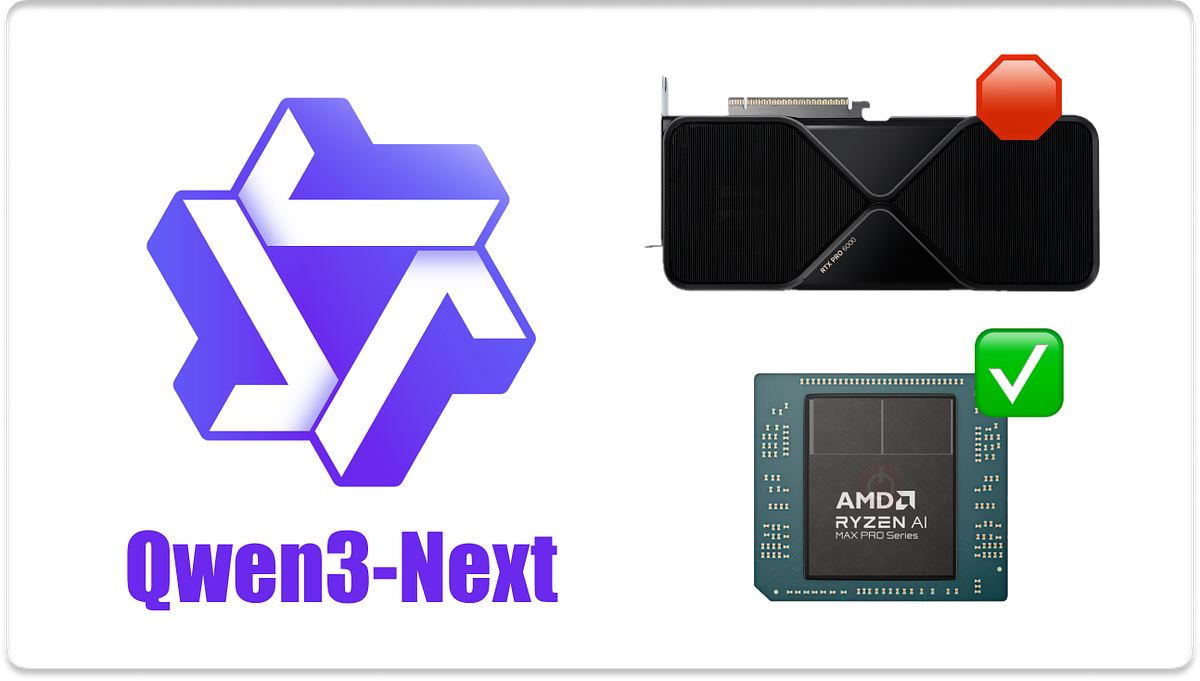 Qwen3-Next
RTX PRO 6000
AMD
RYZEN AI
MAX PRO Series